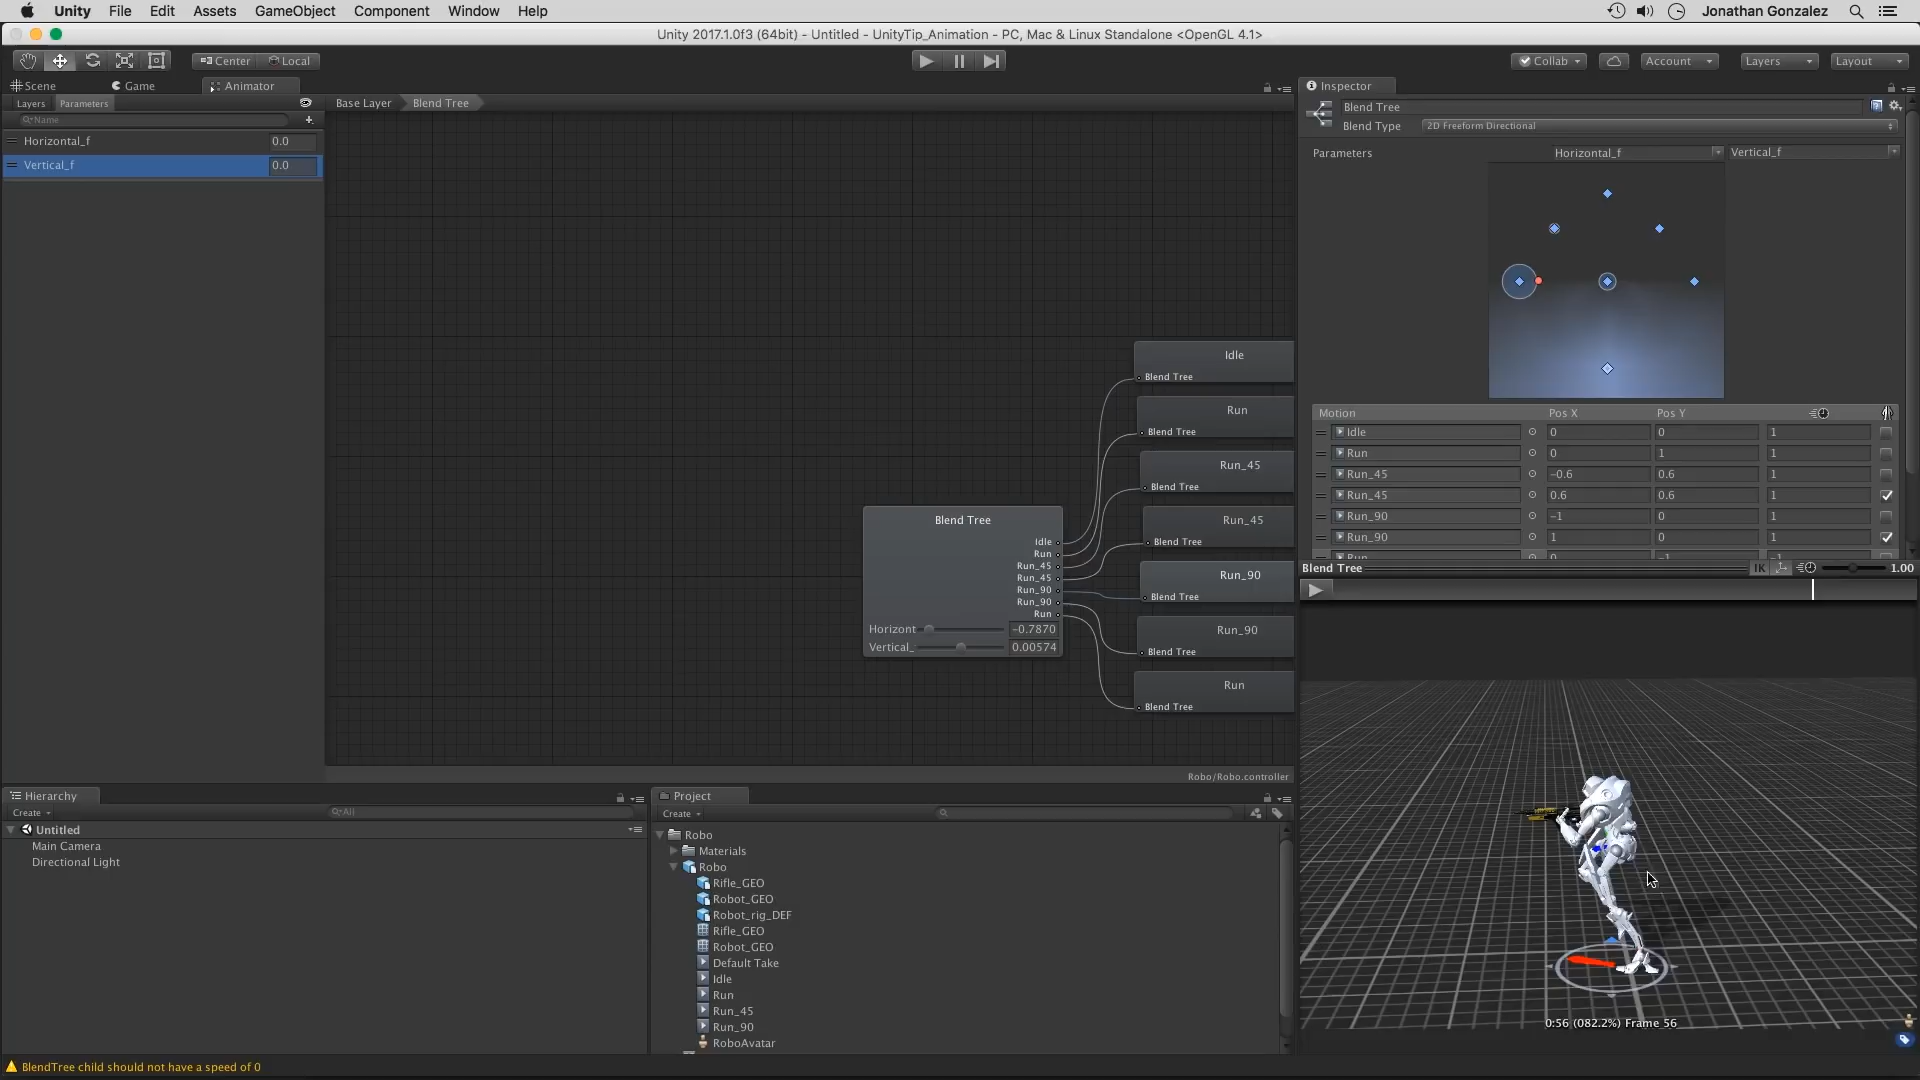 Unity File Edit Assets GameObject Component Window Help
Jonathan Gonzalez
Unity 2017.1.0f3 (64bit) - Untitled - UnityTip_Animation - PC, Mac & Linux Standalone <OpenGL 4.1>
Center Local
Collab Account Layers Layout
Scene Game Animator
Layers Parameters
Name
Horizontal_f 0.0
Vertical_f 0.0
Base Layer Blend Tree
Idle
Blend Tree
Run
Blend Tree
Run_45
Blend Tree
Run_45
Blend Tree
Run_90
Blend Tree
Run_90
Blend Tree
Run
Blend Tree
Blend Tree
Idle
Run
Run_45
Run_45
Run_90
Run_90
Run
Horizont -0.7870
Vertical_ 0.00574
Robo/Robo.controller
Inspector
Blend Tree
Blend Type 2D Freeform Directional
Parameters Horizontal_f Vertical_f
Motion Pos X Pos Y
Idle 0 0 1
Run 0 1 1
Run_45 -0.6 0.6 1
Run_45 0.6 0.6 1
Run_90 -1 0 1
Run_90 1 0 1
Run 0 -1 -1
Blend Tree IK 1.00
0:56 (082.2%) Frame 56
Hierarchy
Create All
Untitled
Main Camera
Directional Light
Project
Create
Robo
Materials
Robo
Rifle_GEO
Robot_GEO
Robot_rig_DEF
Rifle_GEO
Robot_GEO
Default Take
Idle
Run
Run_45
Run_90
RoboAvatar
BlendTree child should not have a speed of 0